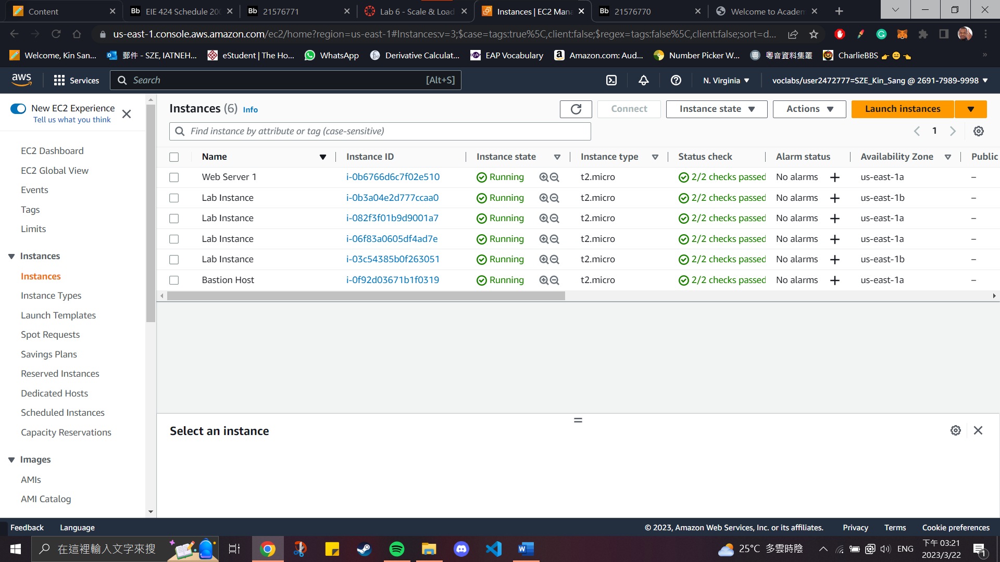 Content
Bb EIE 424 Schedule 200
Bb 21576771
Lab 6 - Scale & Load
Instances | EC2 Mana
Bb 21576770
Welcome to Academ
us-east-1.console.aws.amazon.com/ec2/home?region=us-east-1#Instances:v=3;$case=tags:true%5C,client:false;$regex=tags:false%5C,client:false;sort=d...
Welcome, Kin San...
郵件 - SZE, IATNEH...
eStudent | The Ho...
WhatsApp
Derivative Calculat...
EAP Vocabulary
Amazon.com: Aud...
Number Picker W...
粵音資料集叢
CharlieBBS 👉😑👈
aws
Services
Search [Alt+S]
N. Virginia
voclabs/user2472777=SZE_Kin_Sang @ 2691-7989-9998
New EC2 Experience
Tell us what you think
EC2 Dashboard
EC2 Global View
Events
Tags
Limits
Instances
Instances
Instance Types
Launch Templates
Spot Requests
Savings Plans
Reserved Instances
Dedicated Hosts
Scheduled Instances
Capacity Reservations
Images
AMIs
AMI Catalog
Instances (6) Info
Connect
Instance state
Actions
Launch instances
Find instance by attribute or tag (case-sensitive)
1
Name Instance ID Instance state Instance type Status check Alarm status Availability Zone Public
Web Server 1 i-0b6766d6c7f02e510 Running t2.micro 2/2 checks passed No alarms us-east-1a –
Lab Instance i-0b3a04e2d777ccaa0 Running t2.micro 2/2 checks passed No alarms us-east-1b –
Lab Instance i-082f3f01b9d9001a7 Running t2.micro 2/2 checks passed No alarms us-east-1a –
Lab Instance i-06f83a0605df4ad7e Running t2.micro 2/2 checks passed No alarms us-east-1a –
Lab Instance i-03c54385b0f263051 Running t2.micro 2/2 checks passed No alarms us-east-1b –
Bastion Host i-0f92d03671b1f0319 Running t2.micro 2/2 checks passed No alarms us-east-1a –
Select an instance
Feedback
Language
© 2023, Amazon Web Services, Inc. or its affiliates.
Privacy
Terms
Cookie preferences
在這裡輸入文字來搜
25°C 多雲時陰
ENG
下午 03:21
2023/3/22
1